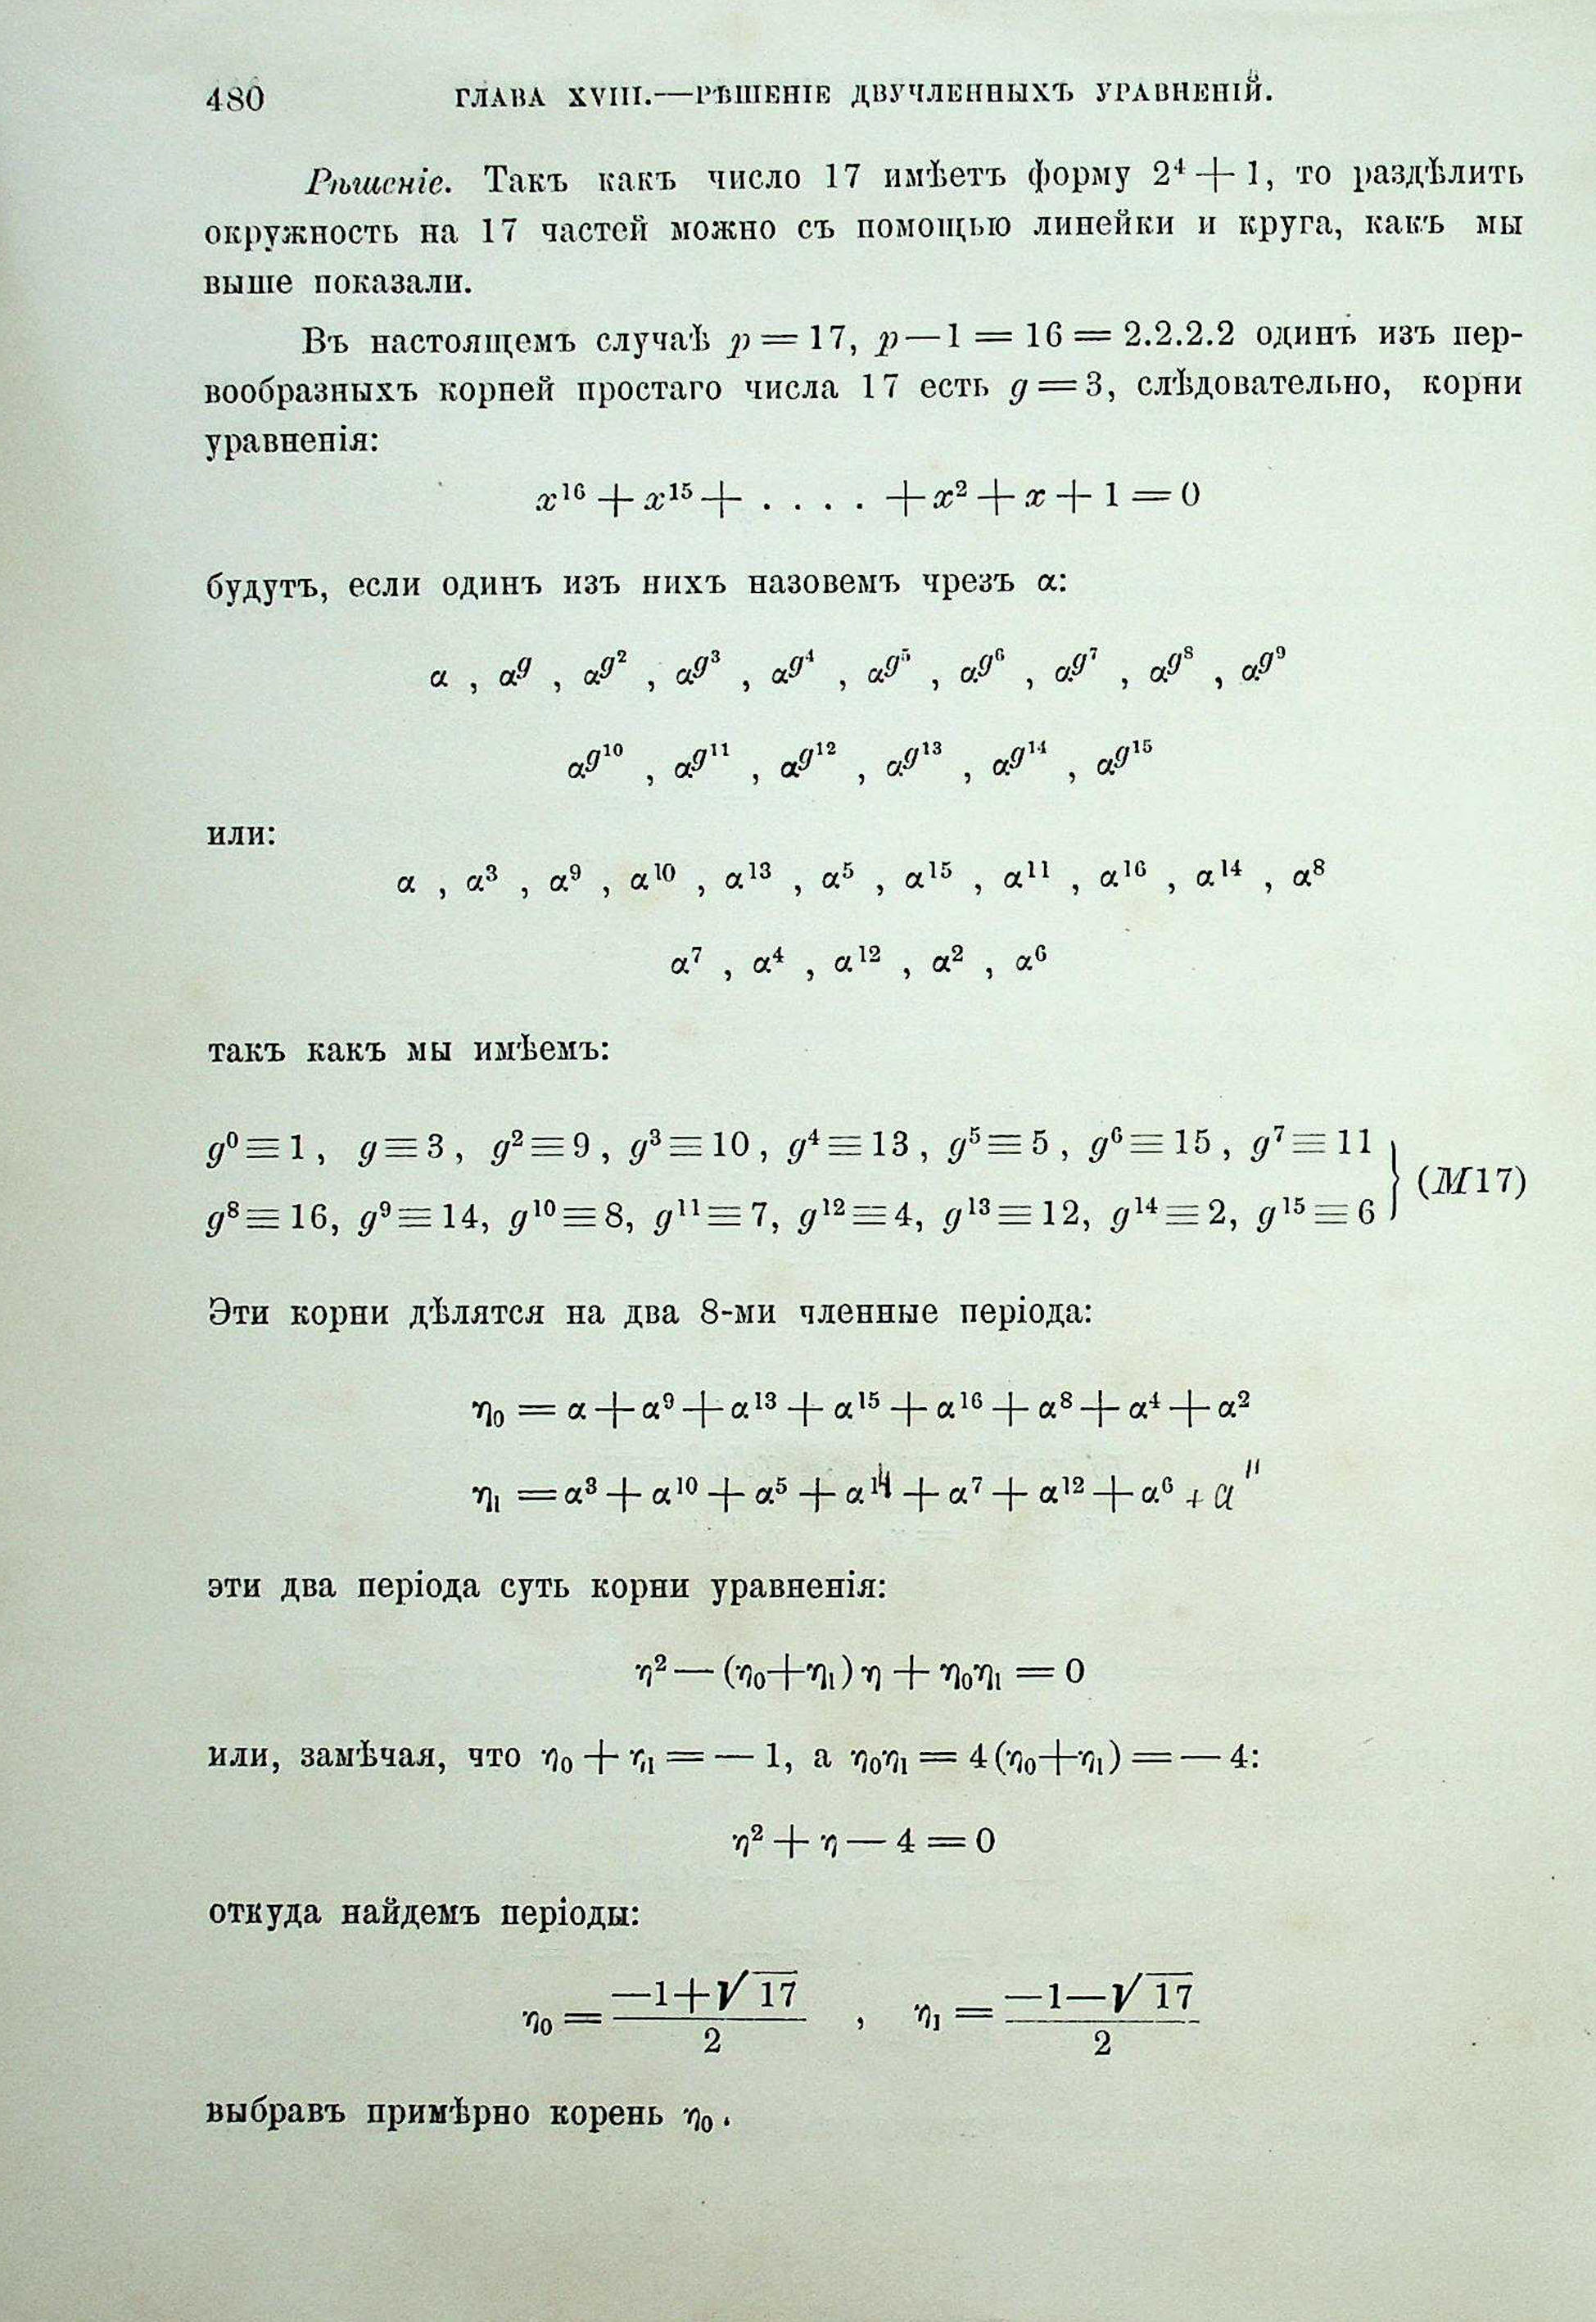 480 ГЛАВА XVIII.—РѢШЕНІЕ ДВУЧЛЕННЫХЪ УРАВНЕНІЙ.
Рѣшеніе. Такъ какъ число 17 имѣетъ форму 2⁴ + 1, то раздѣлить
окружность на 17 частей можно съ помощью линейки и круга, какъ мы
выше показали.
Въ настоящемъ случаѣ p = 17, p — 1 = 16 = 2.2.2.2 одинъ изъ пер-
вообразныхъ корней простаго числа 17 есть g = 3, слѣдовательно, корни
уравненія:
x¹⁶ + x¹⁵ + . . . . + x² + x + 1 = 0
будутъ, если одинъ изъ нихъ назовемъ чрезъ α:
α , α^g , α^g² , α^g³ , α^g⁴ , α^g⁵ , α^g⁶ , α^g⁷ , α^g⁸ , α^g⁹
α^g¹⁰ , α^g¹¹ , α^g¹² , α^g¹³ , α^g¹⁴ , α^g¹⁵
или:
α , α³ , α⁹ , α¹⁰ , α¹³ , α⁵ , α¹⁵ , α¹¹ , α¹⁶ , α¹⁴ , α⁸
α⁷ , α⁴ , α¹² , α² , α⁶
такъ какъ мы имѣемъ:
g⁰≡1, g≡3, g²≡9, g³≡10, g⁴≡13, g⁵≡5, g⁶≡15, g⁷≡11
g⁸≡16, g⁹≡14, g¹⁰≡8, g¹¹≡7, g¹²≡4, g¹³≡12, g¹⁴≡2, g¹⁵≡6 } (M17)
Эти корни дѣлятся на два 8-ми членные періода:
η₀ = α + α⁹ + α¹³ + α¹⁵ + α¹⁶ + α⁸ + α⁴ + α²
η₁ = α³ + α¹⁰ + α⁵ + α¹⁴ + α⁷ + α¹² + α⁶ + α¹¹
эти два періода суть корни уравненія:
η² — (η₀+η₁) η + η₀η₁ = 0
или, замѣчая, что η₀ + η₁ = — 1, а η₀η₁ = 4(η₀+η₁) = — 4:
η² + η — 4 = 0
откуда найдемъ періоды:
η₀ = (—1+√17)/2 , η₁ = (—1—√17)/2
выбравъ примѣрно корень η₀.